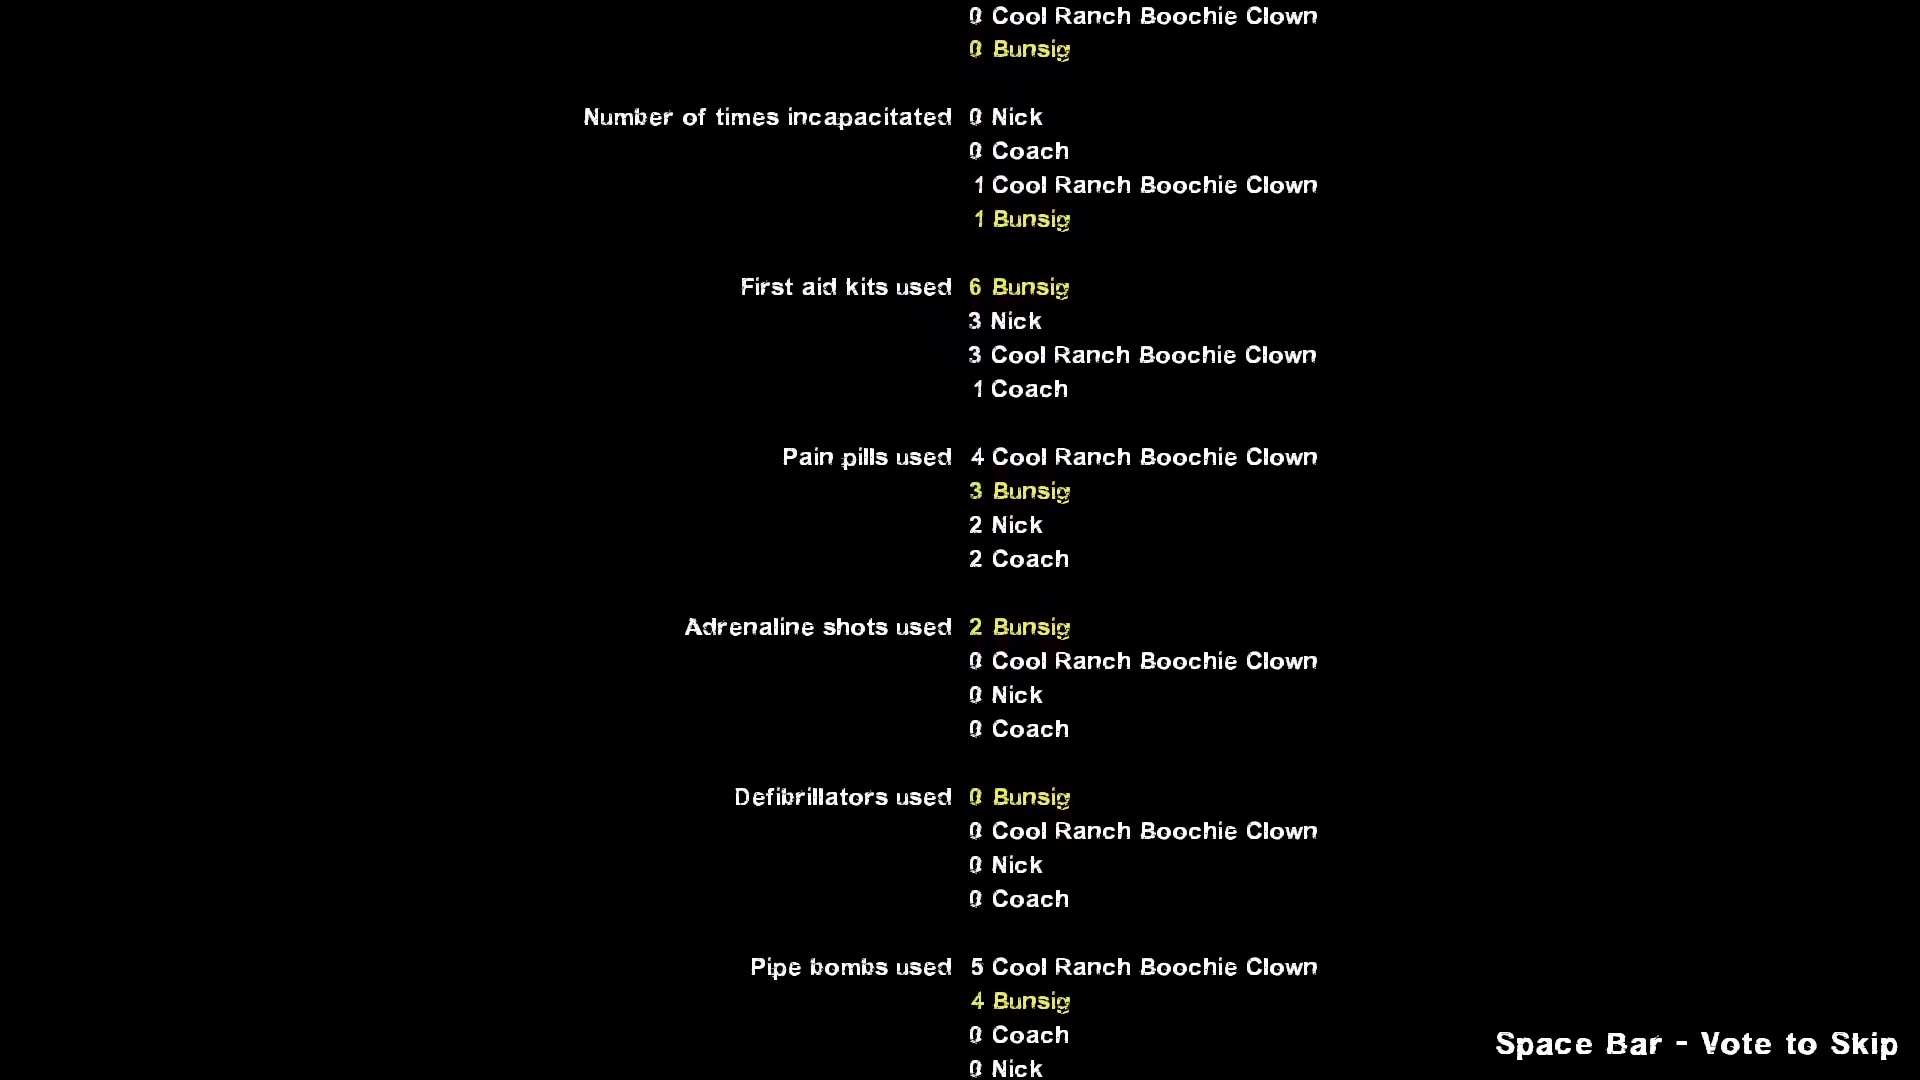 0 Cool Ranch Boochie Clown
0 Bunsig
Number of times incapacitated 0 Nick
0 Coach
1 Cool Ranch Boochie Clown
1 Bunsig
First aid kits used 6 Bunsig
3 Nick
3 Cool Ranch Boochie Clown
1 Coach
Pain pills used 4 Cool Ranch Boochie Clown
3 Bunsig
2 Nick
2 Coach
Adrenaline shots used 2 Bunsig
0 Cool Ranch Boochie Clown
0 Nick
0 Coach
Defibrillators used 0 Bunsig
0 Cool Ranch Boochie Clown
0 Nick
0 Coach
Pipe bombs used 5 Cool Ranch Boochie Clown
4 Bunsig
0 Coach
0 Nick
Space Bar - Vote to Skip